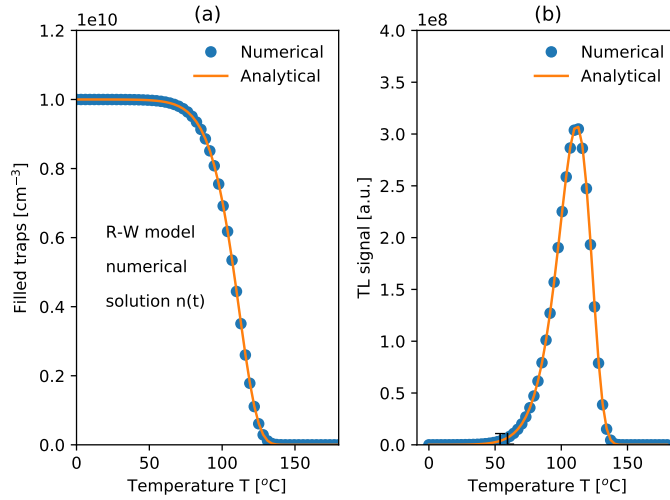 (a)
1e10
Numerical
Analytical
R-W model
numerical
solution n(t)
Filled traps [cm⁻³]
1.2
1.0
0.8
0.6
0.4
0.2
0.0
0
50
100
150
Temperature T [°C]
(b)
1e8
Numerical
Analytical
TL signal [a.u.]
4.0
3.5
3.0
2.5
2.0
1.5
1.0
0.5
0.0
0
50
100
150
Temperature T [°C]